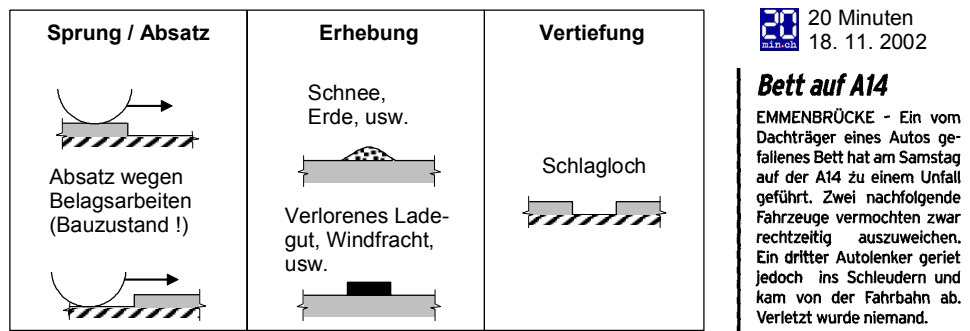 Sprung / Absatz
Absatz wegen
Belagsarbeiten
(Bauzustand !)
Erhebung
Schnee,
Erde, usw.
Verlorenes Lade-
gut, Windfracht,
usw.
Vertiefung
Schlagloch
20
min.ch
20 Minuten
18. 11. 2002
Bett auf A14
EMMENBRÜCKE - Ein vom
Dachträger eines Autos ge-
fallenes Bett hat am Samstag
auf der A14 zu einem Unfall
geführt. Zwei nachfolgende
Fahrzeuge vermochten zwar
rechtzeitig auszuweichen.
Ein dritter Autolenker geriet
jedoch ins Schleudern und
kam von der Fahrbahn ab.
Verletzt wurde niemand.